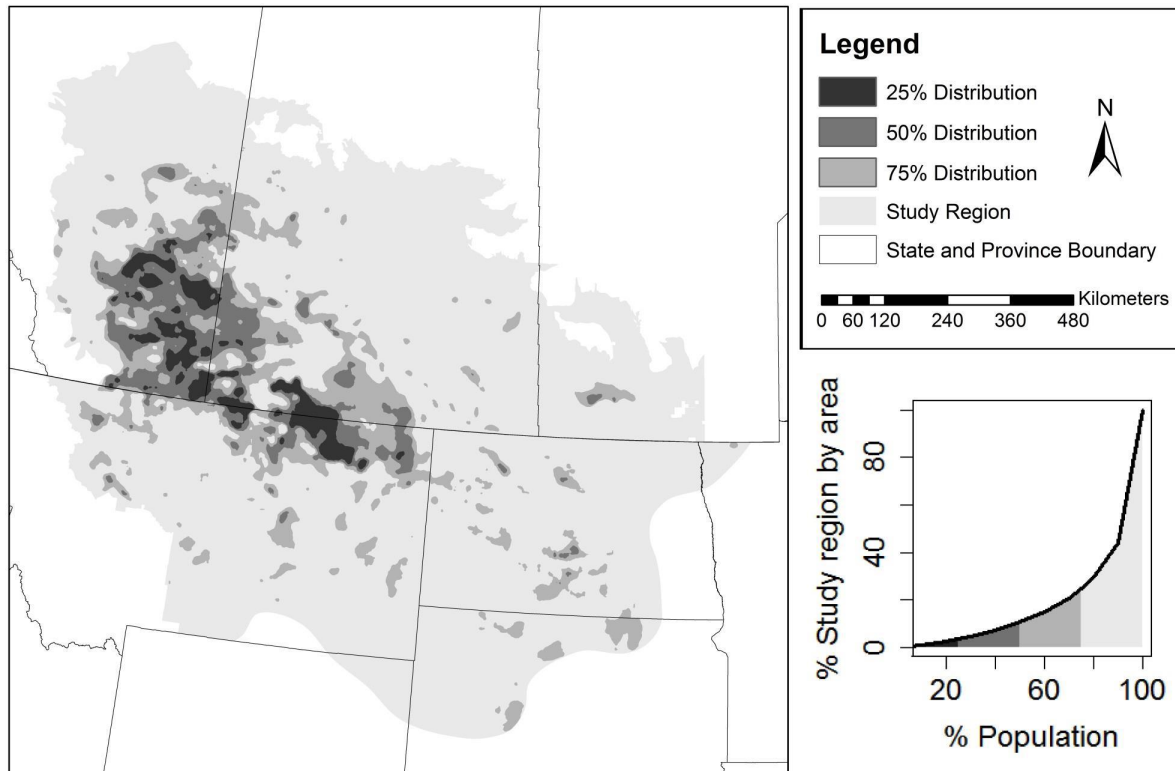 Legend
25% Distribution
50% Distribution
75% Distribution
Study Region
State and Province Boundary
N
Kilometers
0 60 120 240 360 480
% Study region by area
0 40 80
20 60 100
% Population